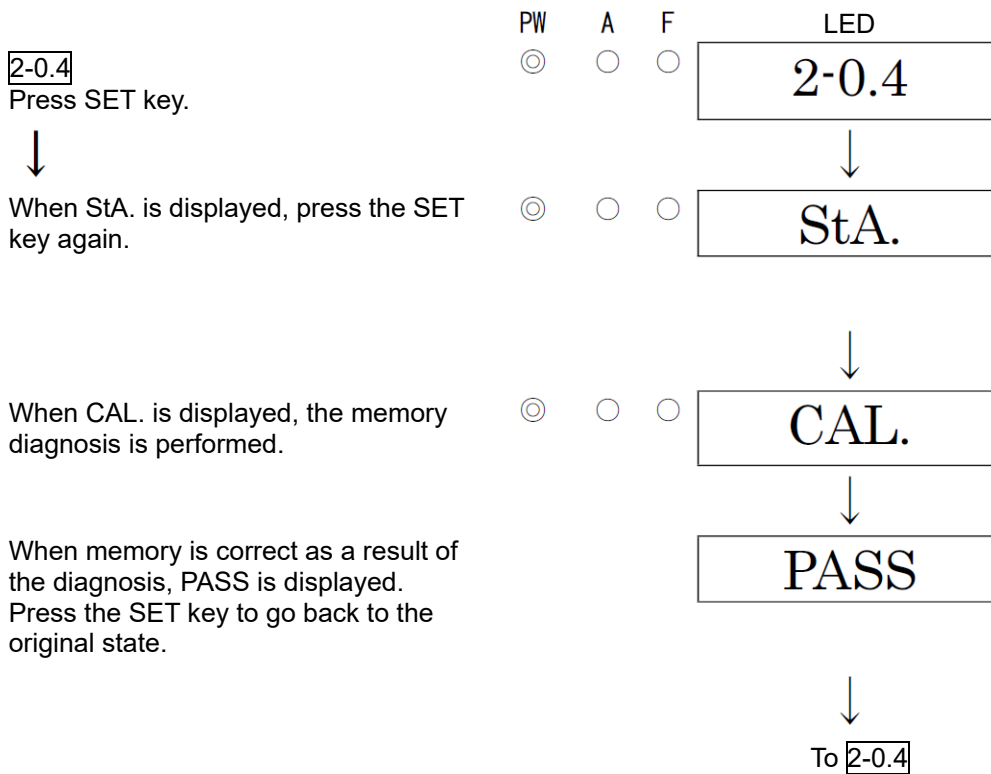 PW A F LED
2-0.4
2-0.4
Press SET key.
When StA. is displayed, press the SET
key again.
StA.
When CAL. is displayed, the memory
diagnosis is performed.
CAL.
When memory is correct as a result of
the diagnosis, PASS is displayed.
Press the SET key to go back to the
original state.
PASS
To 2-0.4